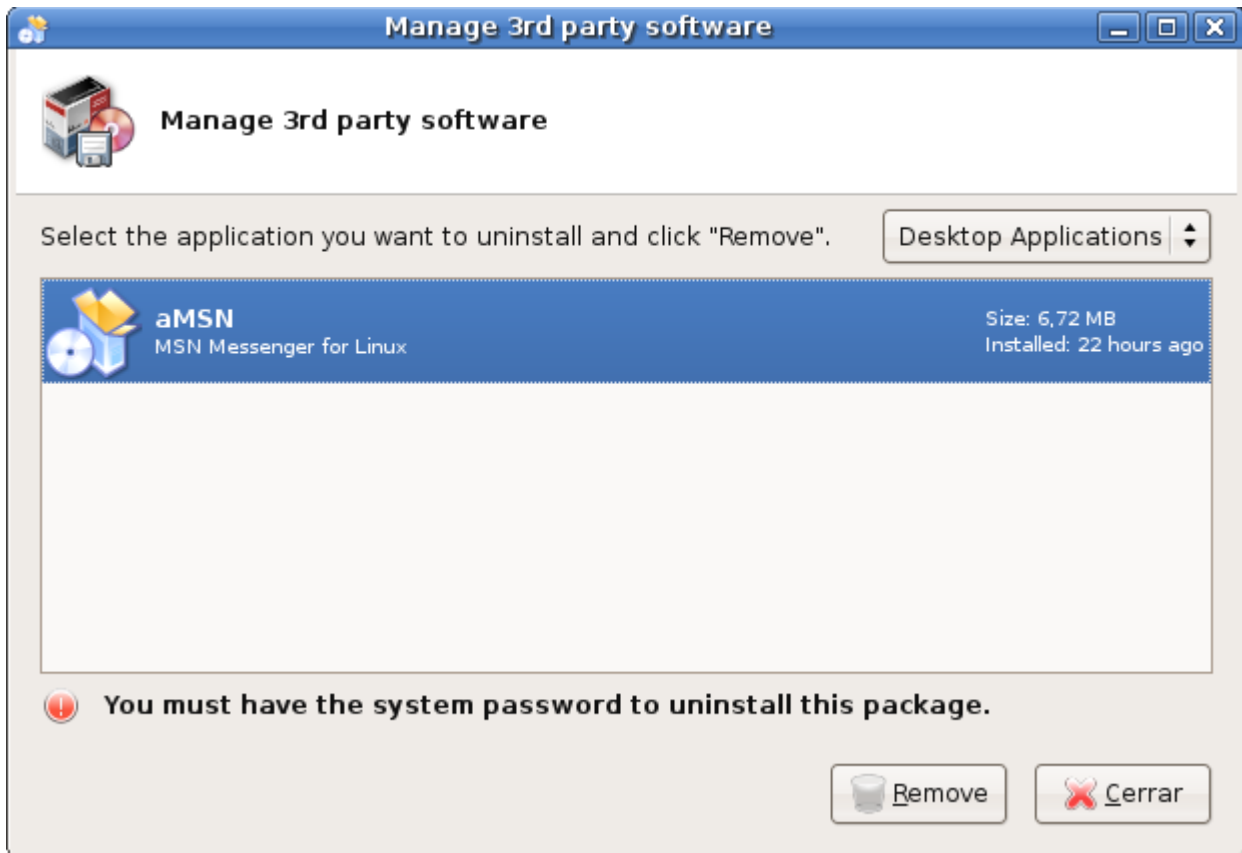 Manage 3rd party software
Manage 3rd party software
Select the application you want to uninstall and click "Remove".
Desktop Applications
aMSN
MSN Messenger for Linux
Size: 6,72 MB
Installed: 22 hours ago
You must have the system password to uninstall this package.
Remove
Cerrar